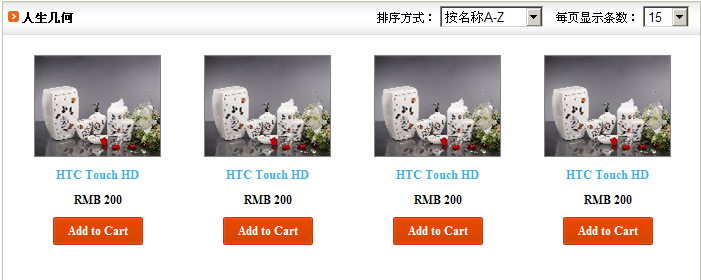 人生几何 排序方式： 按名称A-Z 每页显示条数： 15
HTC Touch HD HTC Touch HD HTC Touch HD HTC Touch HD
RMB 200 RMB 200 RMB 200 RMB 200
Add to Cart Add to Cart Add to Cart Add to Cart